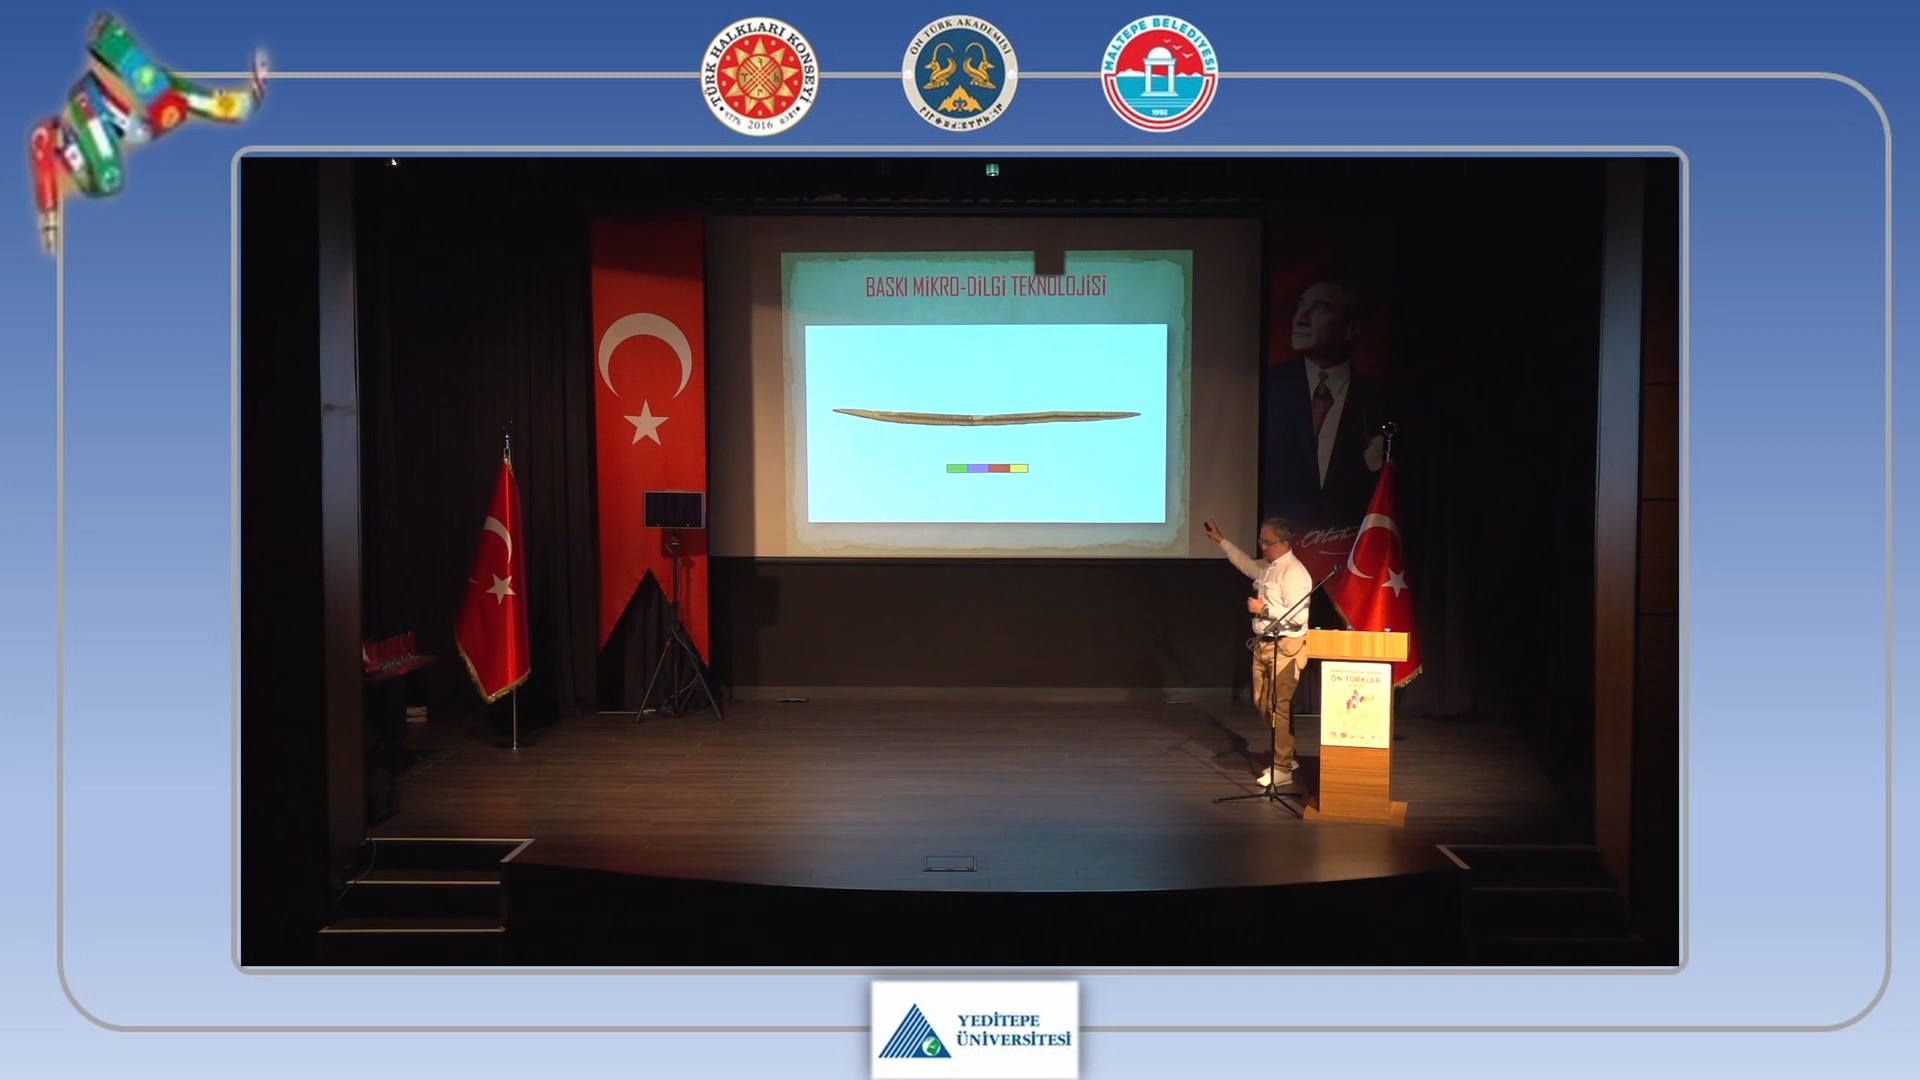 TÜRK HALKLARI KONSEYİ
2016
ÖN TÜRK AKADEMİSİ
MALTEPE BELEDİYESİ
1992
BASKI MİKRO-DİLGİ TEKNOLOJİSİ
ÖN TÜRKLER
YEDİTEPE
ÜNİVERSİTESİ